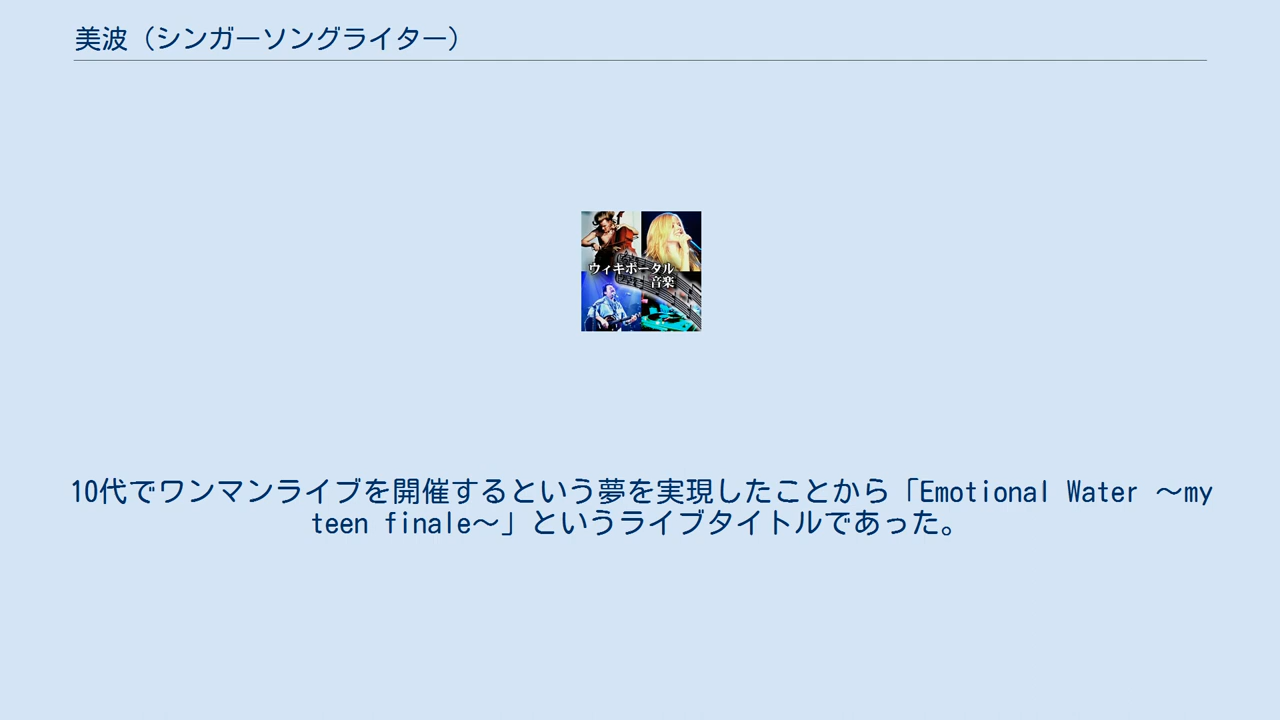 美波（シンガーソングライター）
ウィキポータル
音楽
10代でワンマンライブを開催するという夢を実現したことから「Emotional Water ～my
teen finale～」というライブタイトルであった。